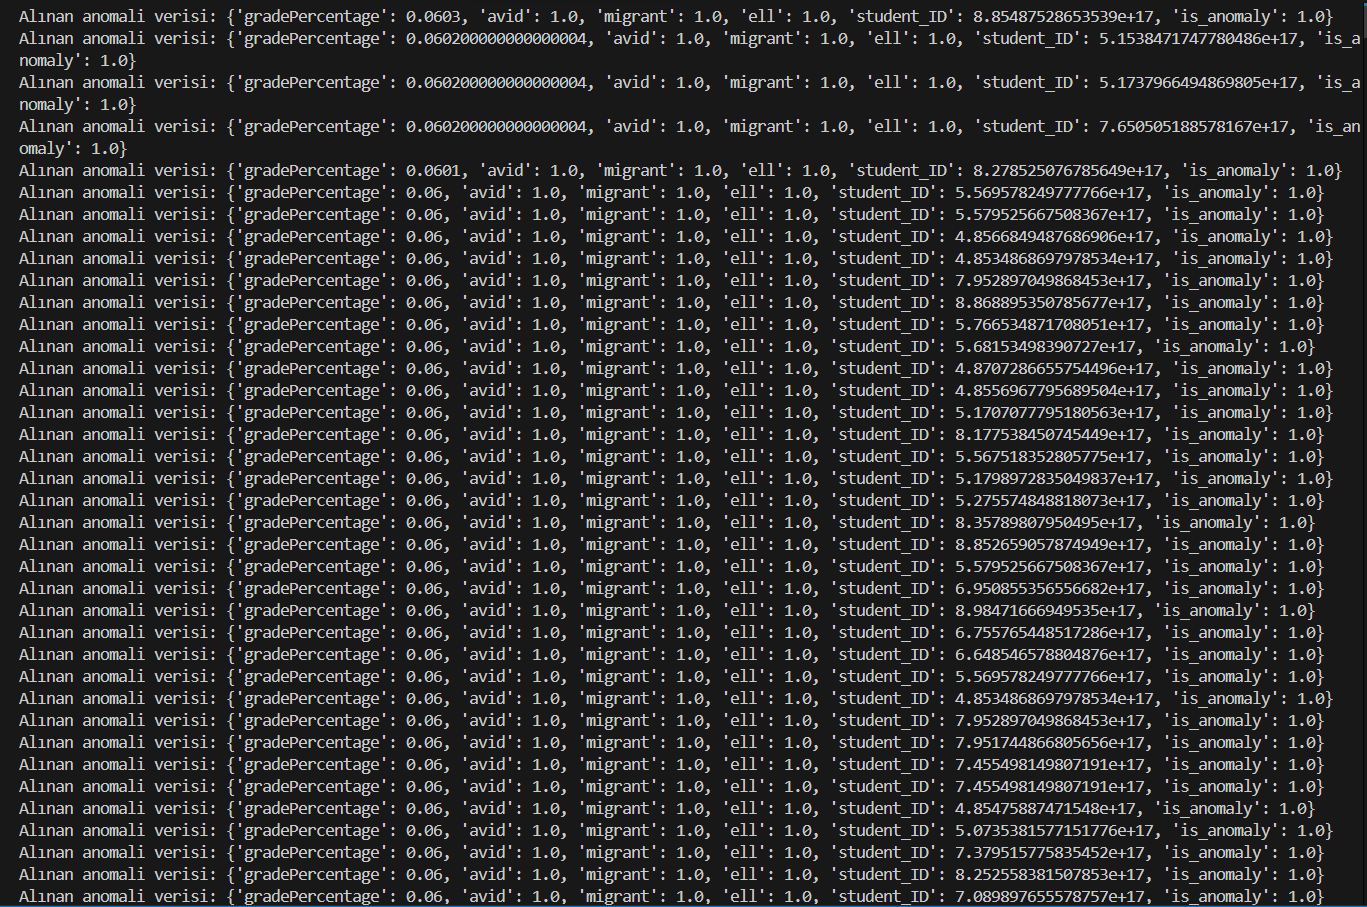 Alınan anomali verisi: {'gradePercentage': 0.0603, 'avid': 1.0, 'migrant': 1.0, 'ell': 1.0, 'student_ID': 8.85487528653539e+17, 'is_anomaly': 1.0}
Alınan anomali verisi: {'gradePercentage': 0.060200000000000004, 'avid': 1.0, 'migrant': 1.0, 'ell': 1.0, 'student_ID': 5.1538471747780486e+17, 'is_a
nomaly': 1.0}
Alınan anomali verisi: {'gradePercentage': 0.060200000000000004, 'avid': 1.0, 'migrant': 1.0, 'ell': 1.0, 'student_ID': 5.1737966494869805e+17, 'is_a
nomaly': 1.0}
Alınan anomali verisi: {'gradePercentage': 0.060200000000000004, 'avid': 1.0, 'migrant': 1.0, 'ell': 1.0, 'student_ID': 7.650505188578167e+17, 'is_an
omaly': 1.0}
Alınan anomali verisi: {'gradePercentage': 0.0601, 'avid': 1.0, 'migrant': 1.0, 'ell': 1.0, 'student_ID': 8.278525076785649e+17, 'is_anomaly': 1.0}
Alınan anomali verisi: {'gradePercentage': 0.06, 'avid': 1.0, 'migrant': 1.0, 'ell': 1.0, 'student_ID': 5.569578249777766e+17, 'is_anomaly': 1.0}
Alınan anomali verisi: {'gradePercentage': 0.06, 'avid': 1.0, 'migrant': 1.0, 'ell': 1.0, 'student_ID': 5.579525667508367e+17, 'is_anomaly': 1.0}
Alınan anomali verisi: {'gradePercentage': 0.06, 'avid': 1.0, 'migrant': 1.0, 'ell': 1.0, 'student_ID': 4.8566849487686906e+17, 'is_anomaly': 1.0}
Alınan anomali verisi: {'gradePercentage': 0.06, 'avid': 1.0, 'migrant': 1.0, 'ell': 1.0, 'student_ID': 4.8534868697978534e+17, 'is_anomaly': 1.0}
Alınan anomali verisi: {'gradePercentage': 0.06, 'avid': 1.0, 'migrant': 1.0, 'ell': 1.0, 'student_ID': 7.952897049868453e+17, 'is_anomaly': 1.0}
Alınan anomali verisi: {'gradePercentage': 0.06, 'avid': 1.0, 'migrant': 1.0, 'ell': 1.0, 'student_ID': 8.868895350785677e+17, 'is_anomaly': 1.0}
Alınan anomali verisi: {'gradePercentage': 0.06, 'avid': 1.0, 'migrant': 1.0, 'ell': 1.0, 'student_ID': 5.766534871708051e+17, 'is_anomaly': 1.0}
Alınan anomali verisi: {'gradePercentage': 0.06, 'avid': 1.0, 'migrant': 1.0, 'ell': 1.0, 'student_ID': 5.68153498390727e+17, 'is_anomaly': 1.0}
Alınan anomali verisi: {'gradePercentage': 0.06, 'avid': 1.0, 'migrant': 1.0, 'ell': 1.0, 'student_ID': 4.8707286655754496e+17, 'is_anomaly': 1.0}
Alınan anomali verisi: {'gradePercentage': 0.06, 'avid': 1.0, 'migrant': 1.0, 'ell': 1.0, 'student_ID': 4.8556967795689504e+17, 'is_anomaly': 1.0}
Alınan anomali verisi: {'gradePercentage': 0.06, 'avid': 1.0, 'migrant': 1.0, 'ell': 1.0, 'student_ID': 5.1707077795180563e+17, 'is_anomaly': 1.0}
Alınan anomali verisi: {'gradePercentage': 0.06, 'avid': 1.0, 'migrant': 1.0, 'ell': 1.0, 'student_ID': 8.177538450745449e+17, 'is_anomaly': 1.0}
Alınan anomali verisi: {'gradePercentage': 0.06, 'avid': 1.0, 'migrant': 1.0, 'ell': 1.0, 'student_ID': 5.567518352805775e+17, 'is_anomaly': 1.0}
Alınan anomali verisi: {'gradePercentage': 0.06, 'avid': 1.0, 'migrant': 1.0, 'ell': 1.0, 'student_ID': 5.1798972835049837e+17, 'is_anomaly': 1.0}
Alınan anomali verisi: {'gradePercentage': 0.06, 'avid': 1.0, 'migrant': 1.0, 'ell': 1.0, 'student_ID': 5.275574848818073e+17, 'is_anomaly': 1.0}
Alınan anomali verisi: {'gradePercentage': 0.06, 'avid': 1.0, 'migrant': 1.0, 'ell': 1.0, 'student_ID': 8.35789807950495e+17, 'is_anomaly': 1.0}
Alınan anomali verisi: {'gradePercentage': 0.06, 'avid': 1.0, 'migrant': 1.0, 'ell': 1.0, 'student_ID': 8.852659057874949e+17, 'is_anomaly': 1.0}
Alınan anomali verisi: {'gradePercentage': 0.06, 'avid': 1.0, 'migrant': 1.0, 'ell': 1.0, 'student_ID': 5.579525667508367e+17, 'is_anomaly': 1.0}
Alınan anomali verisi: {'gradePercentage': 0.06, 'avid': 1.0, 'migrant': 1.0, 'ell': 1.0, 'student_ID': 6.950855356556682e+17, 'is_anomaly': 1.0}
Alınan anomali verisi: {'gradePercentage': 0.06, 'avid': 1.0, 'migrant': 1.0, 'ell': 1.0, 'student_ID': 8.98471666949535e+17, 'is_anomaly': 1.0}
Alınan anomali verisi: {'gradePercentage': 0.06, 'avid': 1.0, 'migrant': 1.0, 'ell': 1.0, 'student_ID': 6.755765448517286e+17, 'is_anomaly': 1.0}
Alınan anomali verisi: {'gradePercentage': 0.06, 'avid': 1.0, 'migrant': 1.0, 'ell': 1.0, 'student_ID': 6.648546578804876e+17, 'is_anomaly': 1.0}
Alınan anomali verisi: {'gradePercentage': 0.06, 'avid': 1.0, 'migrant': 1.0, 'ell': 1.0, 'student_ID': 5.569578249777766e+17, 'is_anomaly': 1.0}
Alınan anomali verisi: {'gradePercentage': 0.06, 'avid': 1.0, 'migrant': 1.0, 'ell': 1.0, 'student_ID': 4.8534868697978534e+17, 'is_anomaly': 1.0}
Alınan anomali verisi: {'gradePercentage': 0.06, 'avid': 1.0, 'migrant': 1.0, 'ell': 1.0, 'student_ID': 7.952897049868453e+17, 'is_anomaly': 1.0}
Alınan anomali verisi: {'gradePercentage': 0.06, 'avid': 1.0, 'migrant': 1.0, 'ell': 1.0, 'student_ID': 7.951744866805656e+17, 'is_anomaly': 1.0}
Alınan anomali verisi: {'gradePercentage': 0.06, 'avid': 1.0, 'migrant': 1.0, 'ell': 1.0, 'student_ID': 7.455498149807191e+17, 'is_anomaly': 1.0}
Alınan anomali verisi: {'gradePercentage': 0.06, 'avid': 1.0, 'migrant': 1.0, 'ell': 1.0, 'student_ID': 7.455498149807191e+17, 'is_anomaly': 1.0}
Alınan anomali verisi: {'gradePercentage': 0.06, 'avid': 1.0, 'migrant': 1.0, 'ell': 1.0, 'student_ID': 4.85475887471548e+17, 'is_anomaly': 1.0}
Alınan anomali verisi: {'gradePercentage': 0.06, 'avid': 1.0, 'migrant': 1.0, 'ell': 1.0, 'student_ID': 5.0735381577151776e+17, 'is_anomaly': 1.0}
Alınan anomali verisi: {'gradePercentage': 0.06, 'avid': 1.0, 'migrant': 1.0, 'ell': 1.0, 'student_ID': 7.379515775835452e+17, 'is_anomaly': 1.0}
Alınan anomali verisi: {'gradePercentage': 0.06, 'avid': 1.0, 'migrant': 1.0, 'ell': 1.0, 'student_ID': 8.252558381507853e+17, 'is_anomaly': 1.0}
Alınan anomali verisi: {'gradePercentage': 0.06, 'avid': 1.0, 'migrant': 1.0, 'ell': 1.0, 'student_ID': 7.089897655578757e+17, 'is_anomaly': 1.0}